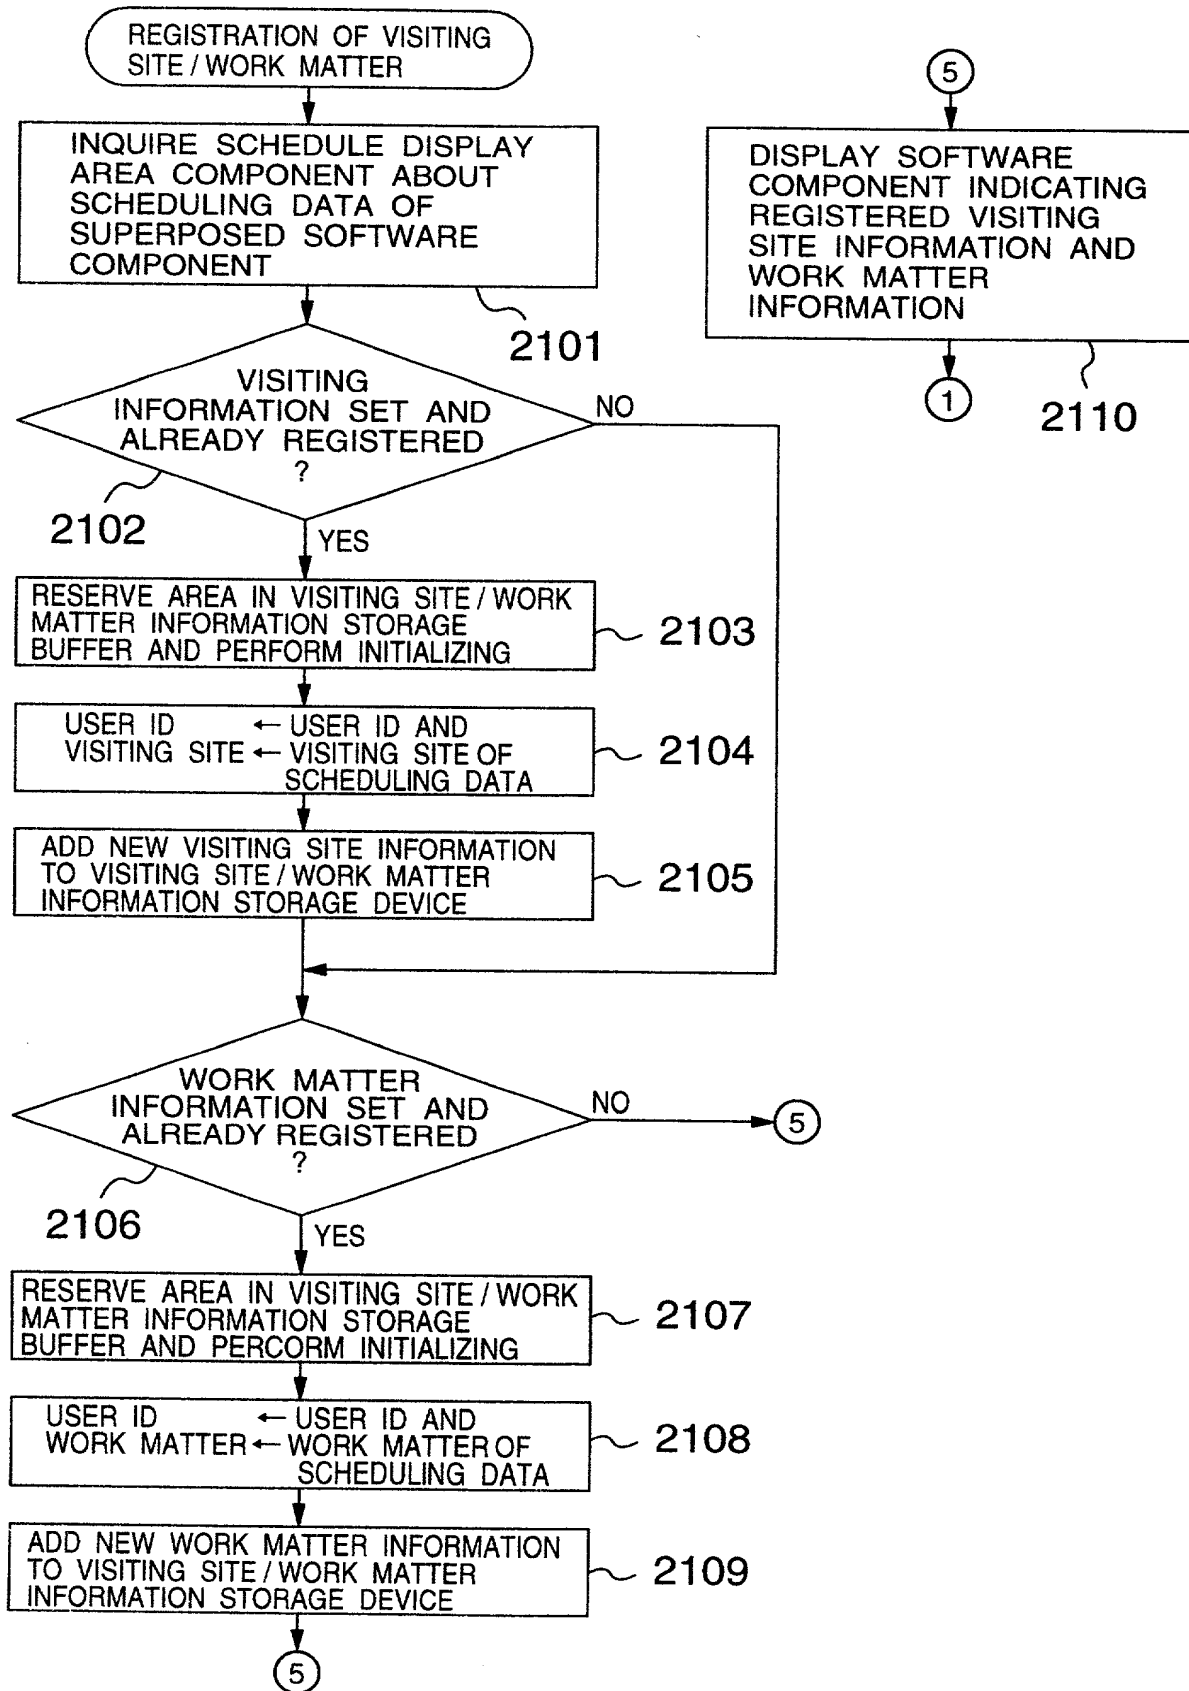 REGISTRATION OF VISITING
SITE / WORK MATTER
INQUIRE SCHEDULE DISPLAY
AREA COMPONENT ABOUT
SCHEDULING DATA OF
SUPERPOSED SOFTWARE
COMPONENT
2101
VISITING
INFORMATION SET AND
ALREADY REGISTERED
?
NO
2102
YES
RESERVE AREA IN VISITING SITE / WORK
MATTER INFORMATION STORAGE
BUFFER AND PERFORM INITIALIZING
2103
USER ID ← USER ID AND
VISITING SITE ← VISITING SITE OF
SCHEDULING DATA
2104
ADD NEW VISITING SITE INFORMATION
TO VISITING SITE / WORK MATTER
INFORMATION STORAGE DEVICE
2105
WORK MATTER
INFORMATION SET AND
ALREADY REGISTERED
?
NO
5
2106
YES
RESERVE AREA IN VISITING SITE / WORK
MATTER INFORMATION STORAGE
BUFFER AND PERCORM INITIALIZING
2107
USER ID ← USER ID AND
WORK MATTER ← WORK MATTER OF
SCHEDULING DATA
2108
ADD NEW WORK MATTER INFORMATION
TO VISITING SITE / WORK MATTER
INFORMATION STORAGE DEVICE
2109
5
5
DISPLAY SOFTWARE
COMPONENT INDICATING
REGISTERED VISITING
SITE INFORMATION AND
WORK MATTER
INFORMATION
2110
1